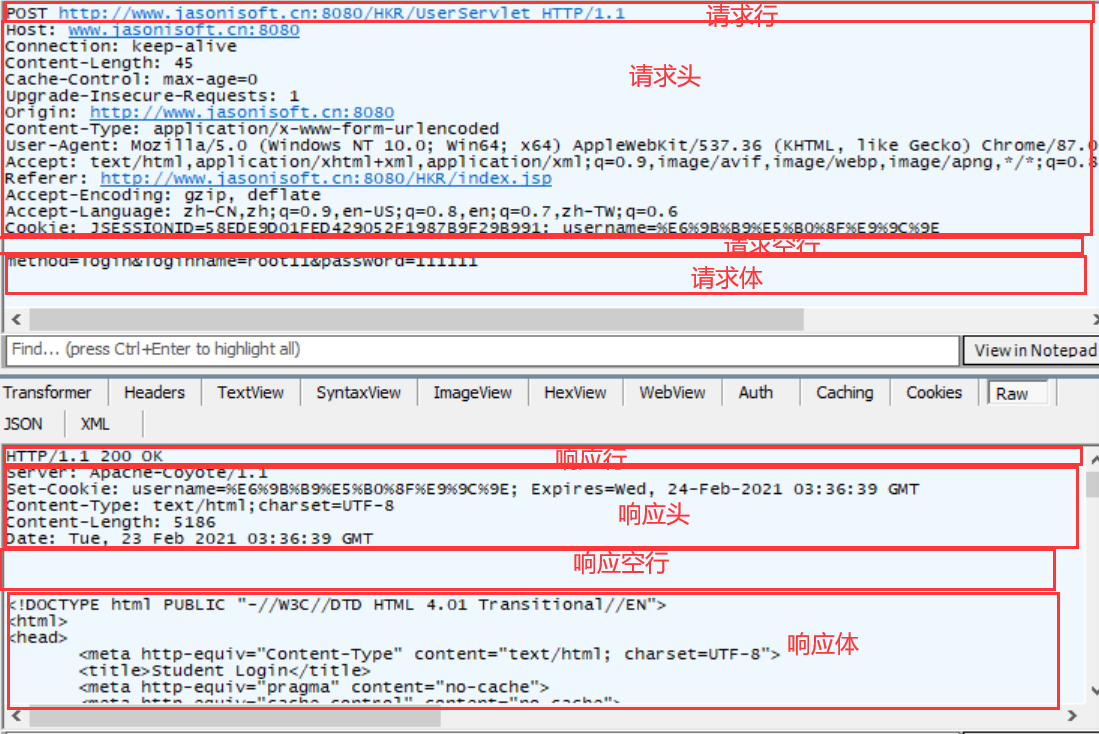 POST http://www.jasonisoft.cn:8080/HKR/UserServlet HTTP/1.1
请求行
Host: www.jasonisoft.cn:8080
Connection: keep-alive
Content-Length: 45
Cache-Control: max-age=0
请求头
Upgrade-Insecure-Requests: 1
Origin: http://www.jasonisoft.cn:8080
Content-Type: application/x-www-form-urlencoded
User-Agent: Mozilla/5.0 (Windows NT 10.0; Win64; x64) AppleWebKit/537.36 (KHTML, like Gecko) Chrome/87.0
Accept: text/html,application/xhtml+xml,application/xml;q=0.9,image/avif,image/webp,image/apng,*/*;q=0.8
Referer: http://www.jasonisoft.cn:8080/HKR/index.jsp
Accept-Encoding: gzip, deflate
Accept-Language: zh-CN,zh;q=0.9,en-US;q=0.8,en;q=0.7,zh-TW;q=0.6
Cookie: JSESSIONID=58EDE9D01FED429052F1987B9F29B991; username=%E6%9B%B9%E5%B0%8F%E9%9C%9E
请求空行
method=login&loginname=root11&password=111111
请求体
Find... (press Ctrl+Enter to highlight all)
View in Notepad
Transformer Headers TextView SyntaxView ImageView HexView WebView Auth Caching Cookies Raw
JSON XML
HTTP/1.1 200 OK
响应行
Server: Apache-Coyote/1.1
Set-Cookie: username=%E6%9B%B9%E5%B0%8F%E9%9C%9E; Expires=Wed, 24-Feb-2021 03:36:39 GMT
Content-Type: text/html;charset=UTF-8
响应头
Content-Length: 5186
Date: Tue, 23 Feb 2021 03:36:39 GMT
响应空行
<!DOCTYPE html PUBLIC "-//W3C//DTD HTML 4.01 Transitional//EN">
<html>
<head>
响应体
<meta http-equiv="Content-Type" content="text/html; charset=UTF-8">
<title>Student Login</title>
<meta http-equiv="pragma" content="no-cache">
<meta http-equiv="cache-control" content="no-cache">